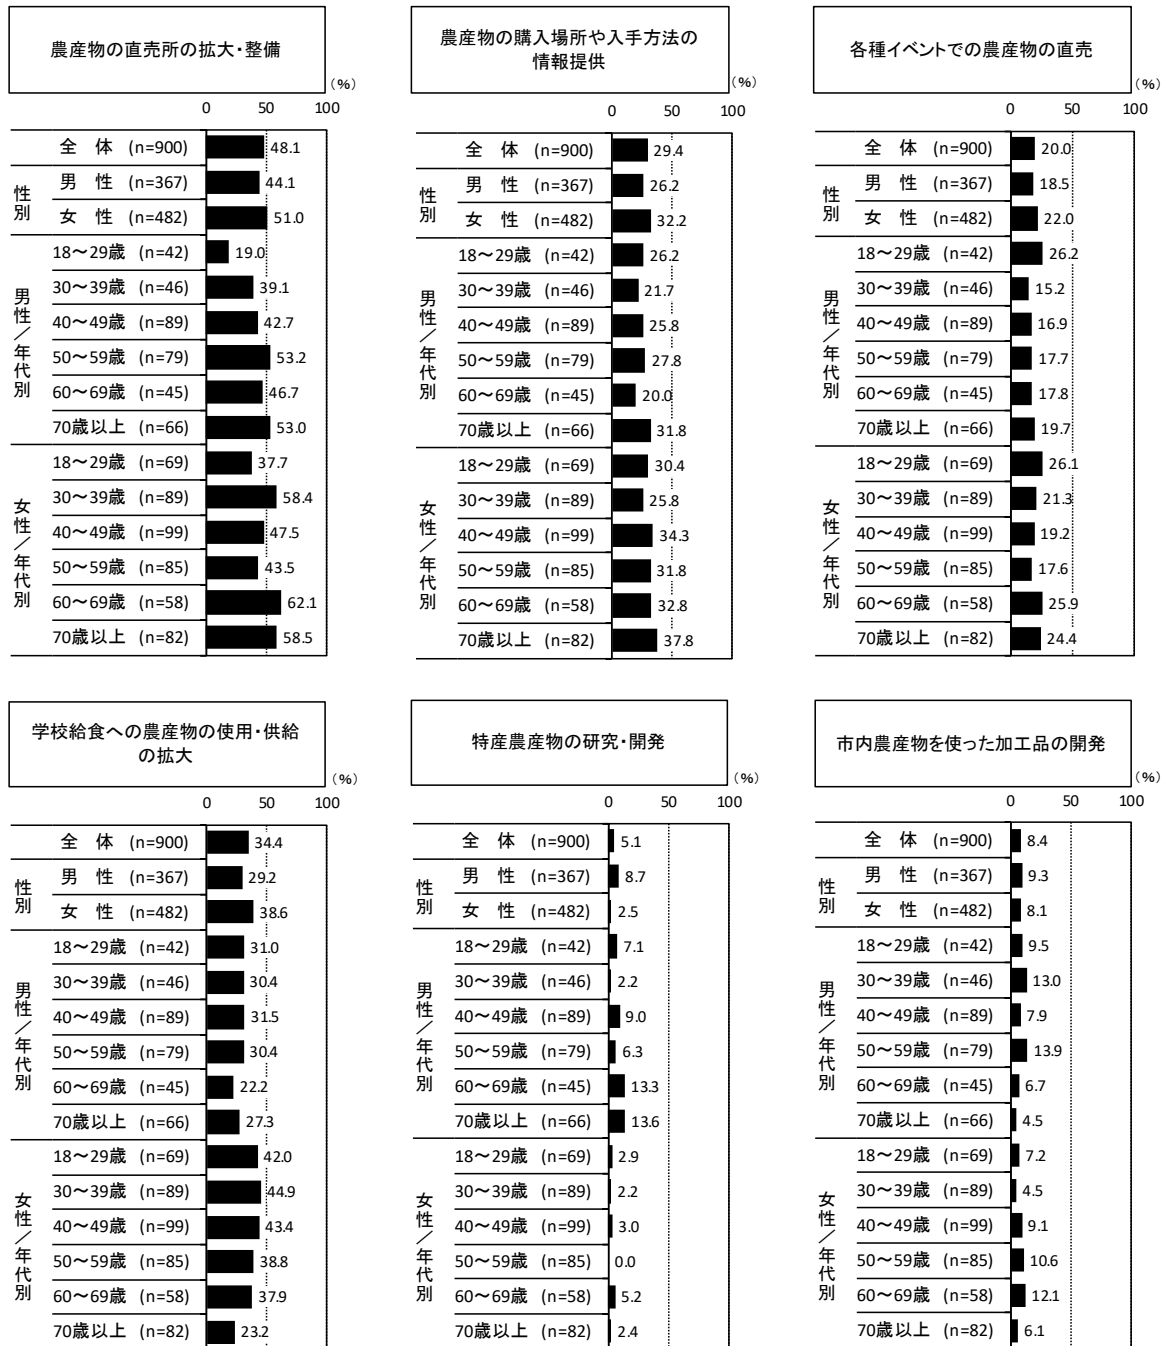 農産物の直売所の拡大・整備
(%)
0 50 100
全 体 (n=900) 48.1
性別
男 性 (n=367) 44.1
女 性 (n=482) 51.0
男性／年代別
18～29歳 (n=42) 19.0
30～39歳 (n=46) 39.1
40～49歳 (n=89) 42.7
50～59歳 (n=79) 53.2
60～69歳 (n=45) 46.7
70歳以上 (n=66) 53.0
女性／年代別
18～29歳 (n=69) 37.7
30～39歳 (n=89) 58.4
40～49歳 (n=99) 47.5
50～59歳 (n=85) 43.5
60～69歳 (n=58) 62.1
70歳以上 (n=82) 58.5
農産物の購入場所や入手方法の
情報提供
(%)
0 50 100
全 体 (n=900) 29.4
性別
男 性 (n=367) 26.2
女 性 (n=482) 32.2
男性／年代別
18～29歳 (n=42) 26.2
30～39歳 (n=46) 21.7
40～49歳 (n=89) 25.8
50～59歳 (n=79) 27.8
60～69歳 (n=45) 20.0
70歳以上 (n=66) 31.8
女性／年代別
18～29歳 (n=69) 30.4
30～39歳 (n=89) 25.8
40～49歳 (n=99) 34.3
50～59歳 (n=85) 31.8
60～69歳 (n=58) 32.8
70歳以上 (n=82) 37.8
各種イベントでの農産物の直売
(%)
0 50 100
全 体 (n=900) 20.0
性別
男 性 (n=367) 18.5
女 性 (n=482) 22.0
男性／年代別
18～29歳 (n=42) 26.2
30～39歳 (n=46) 15.2
40～49歳 (n=89) 16.9
50～59歳 (n=79) 17.7
60～69歳 (n=45) 17.8
70歳以上 (n=66) 19.7
女性／年代別
18～29歳 (n=69) 26.1
30～39歳 (n=89) 21.3
40～49歳 (n=99) 19.2
50～59歳 (n=85) 17.6
60～69歳 (n=58) 25.9
70歳以上 (n=82) 24.4
学校給食への農産物の使用・供給
の拡大
(%)
0 50 100
全 体 (n=900) 34.4
性別
男 性 (n=367) 29.2
女 性 (n=482) 38.6
男性／年代別
18～29歳 (n=42) 31.0
30～39歳 (n=46) 30.4
40～49歳 (n=89) 31.5
50～59歳 (n=79) 30.4
60～69歳 (n=45) 22.2
70歳以上 (n=66) 27.3
女性／年代別
18～29歳 (n=69) 42.0
30～39歳 (n=89) 44.9
40～49歳 (n=99) 43.4
50～59歳 (n=85) 38.8
60～69歳 (n=58) 37.9
70歳以上 (n=82) 23.2
特産農産物の研究・開発
(%)
0 50 100
全 体 (n=900) 5.1
性別
男 性 (n=367) 8.7
女 性 (n=482) 2.5
男性／年代別
18～29歳 (n=42) 7.1
30～39歳 (n=46) 2.2
40～49歳 (n=89) 9.0
50～59歳 (n=79) 6.3
60～69歳 (n=45) 13.3
70歳以上 (n=66) 13.6
女性／年代別
18～29歳 (n=69) 2.9
30～39歳 (n=89) 2.2
40～49歳 (n=99) 3.0
50～59歳 (n=85) 0.0
60～69歳 (n=58) 5.2
70歳以上 (n=82) 2.4
市内農産物を使った加工品の開発
(%)
0 50 100
全 体 (n=900) 8.4
性別
男 性 (n=367) 9.3
女 性 (n=482) 8.1
男性／年代別
18～29歳 (n=42) 9.5
30～39歳 (n=46) 13.0
40～49歳 (n=89) 7.9
50～59歳 (n=79) 13.9
60～69歳 (n=45) 6.7
70歳以上 (n=66) 4.5
女性／年代別
18～29歳 (n=69) 7.2
30～39歳 (n=89) 4.5
40～49歳 (n=99) 9.1
50～59歳 (n=85) 10.6
60～69歳 (n=58) 12.1
70歳以上 (n=82) 6.1